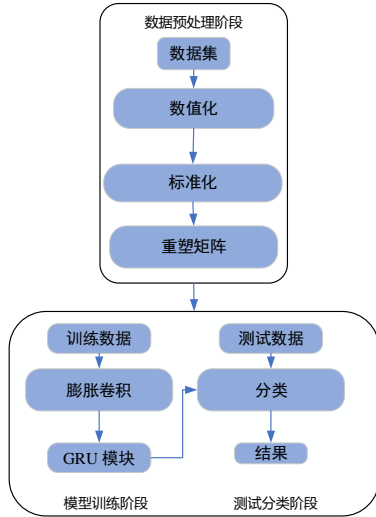 数据预处理阶段
数据集
数值化
标准化
重塑矩阵
训练数据
测试数据
膨胀卷积
分类
GRU 模块
结果
模型训练阶段
测试分类阶段